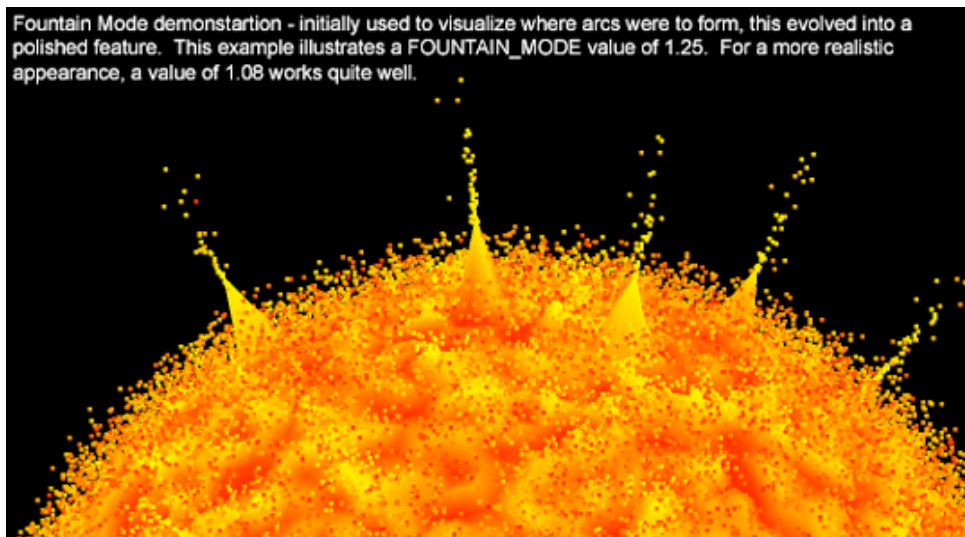 Fountain Mode demonstartion - initially used to visualize where arcs were to form, this evolved into a
polished feature.  This example illustrates a FOUNTAIN_MODE value of 1.25.  For a more realistic
appearance, a value of 1.08 works quite well.